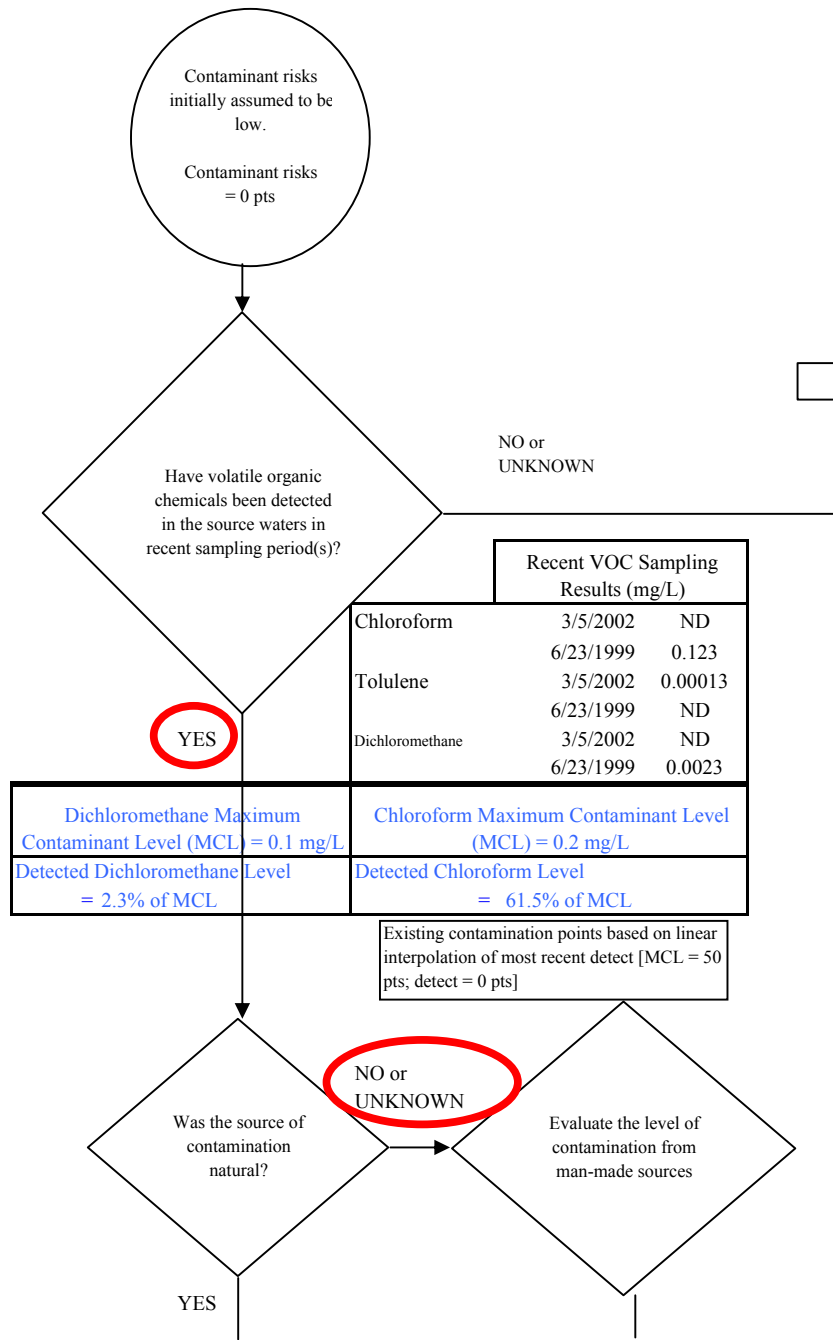 Contaminant risks
initially assumed to be
low.
Contaminant risks
= 0 pts
Have volatile organic
chemicals been detected
in the source waters in
recent sampling period(s)?
NO or
UNKNOWN
Recent VOC Sampling
Results (mg/L)
Chloroform 3/5/2002 ND
6/23/1999 0.123
Tolulene 3/5/2002 0.00013
6/23/1999 ND
Dichloromethane 3/5/2002 ND
6/23/1999 0.0023
YES
Dichloromethane Maximum
Contaminant Level (MCL) = 0.1 mg/L
Chloroform Maximum Contaminant Level
(MCL) = 0.2 mg/L
Detected Dichloromethane Level
= 2.3% of MCL
Detected Chloroform Level
= 61.5% of MCL
Existing contamination points based on linear
interpolation of most recent detect [MCL = 50
pts; detect = 0 pts]
Was the source of
contamination
natural?
NO or
UNKNOWN
Evaluate the level of
contamination from
man-made sources
YES